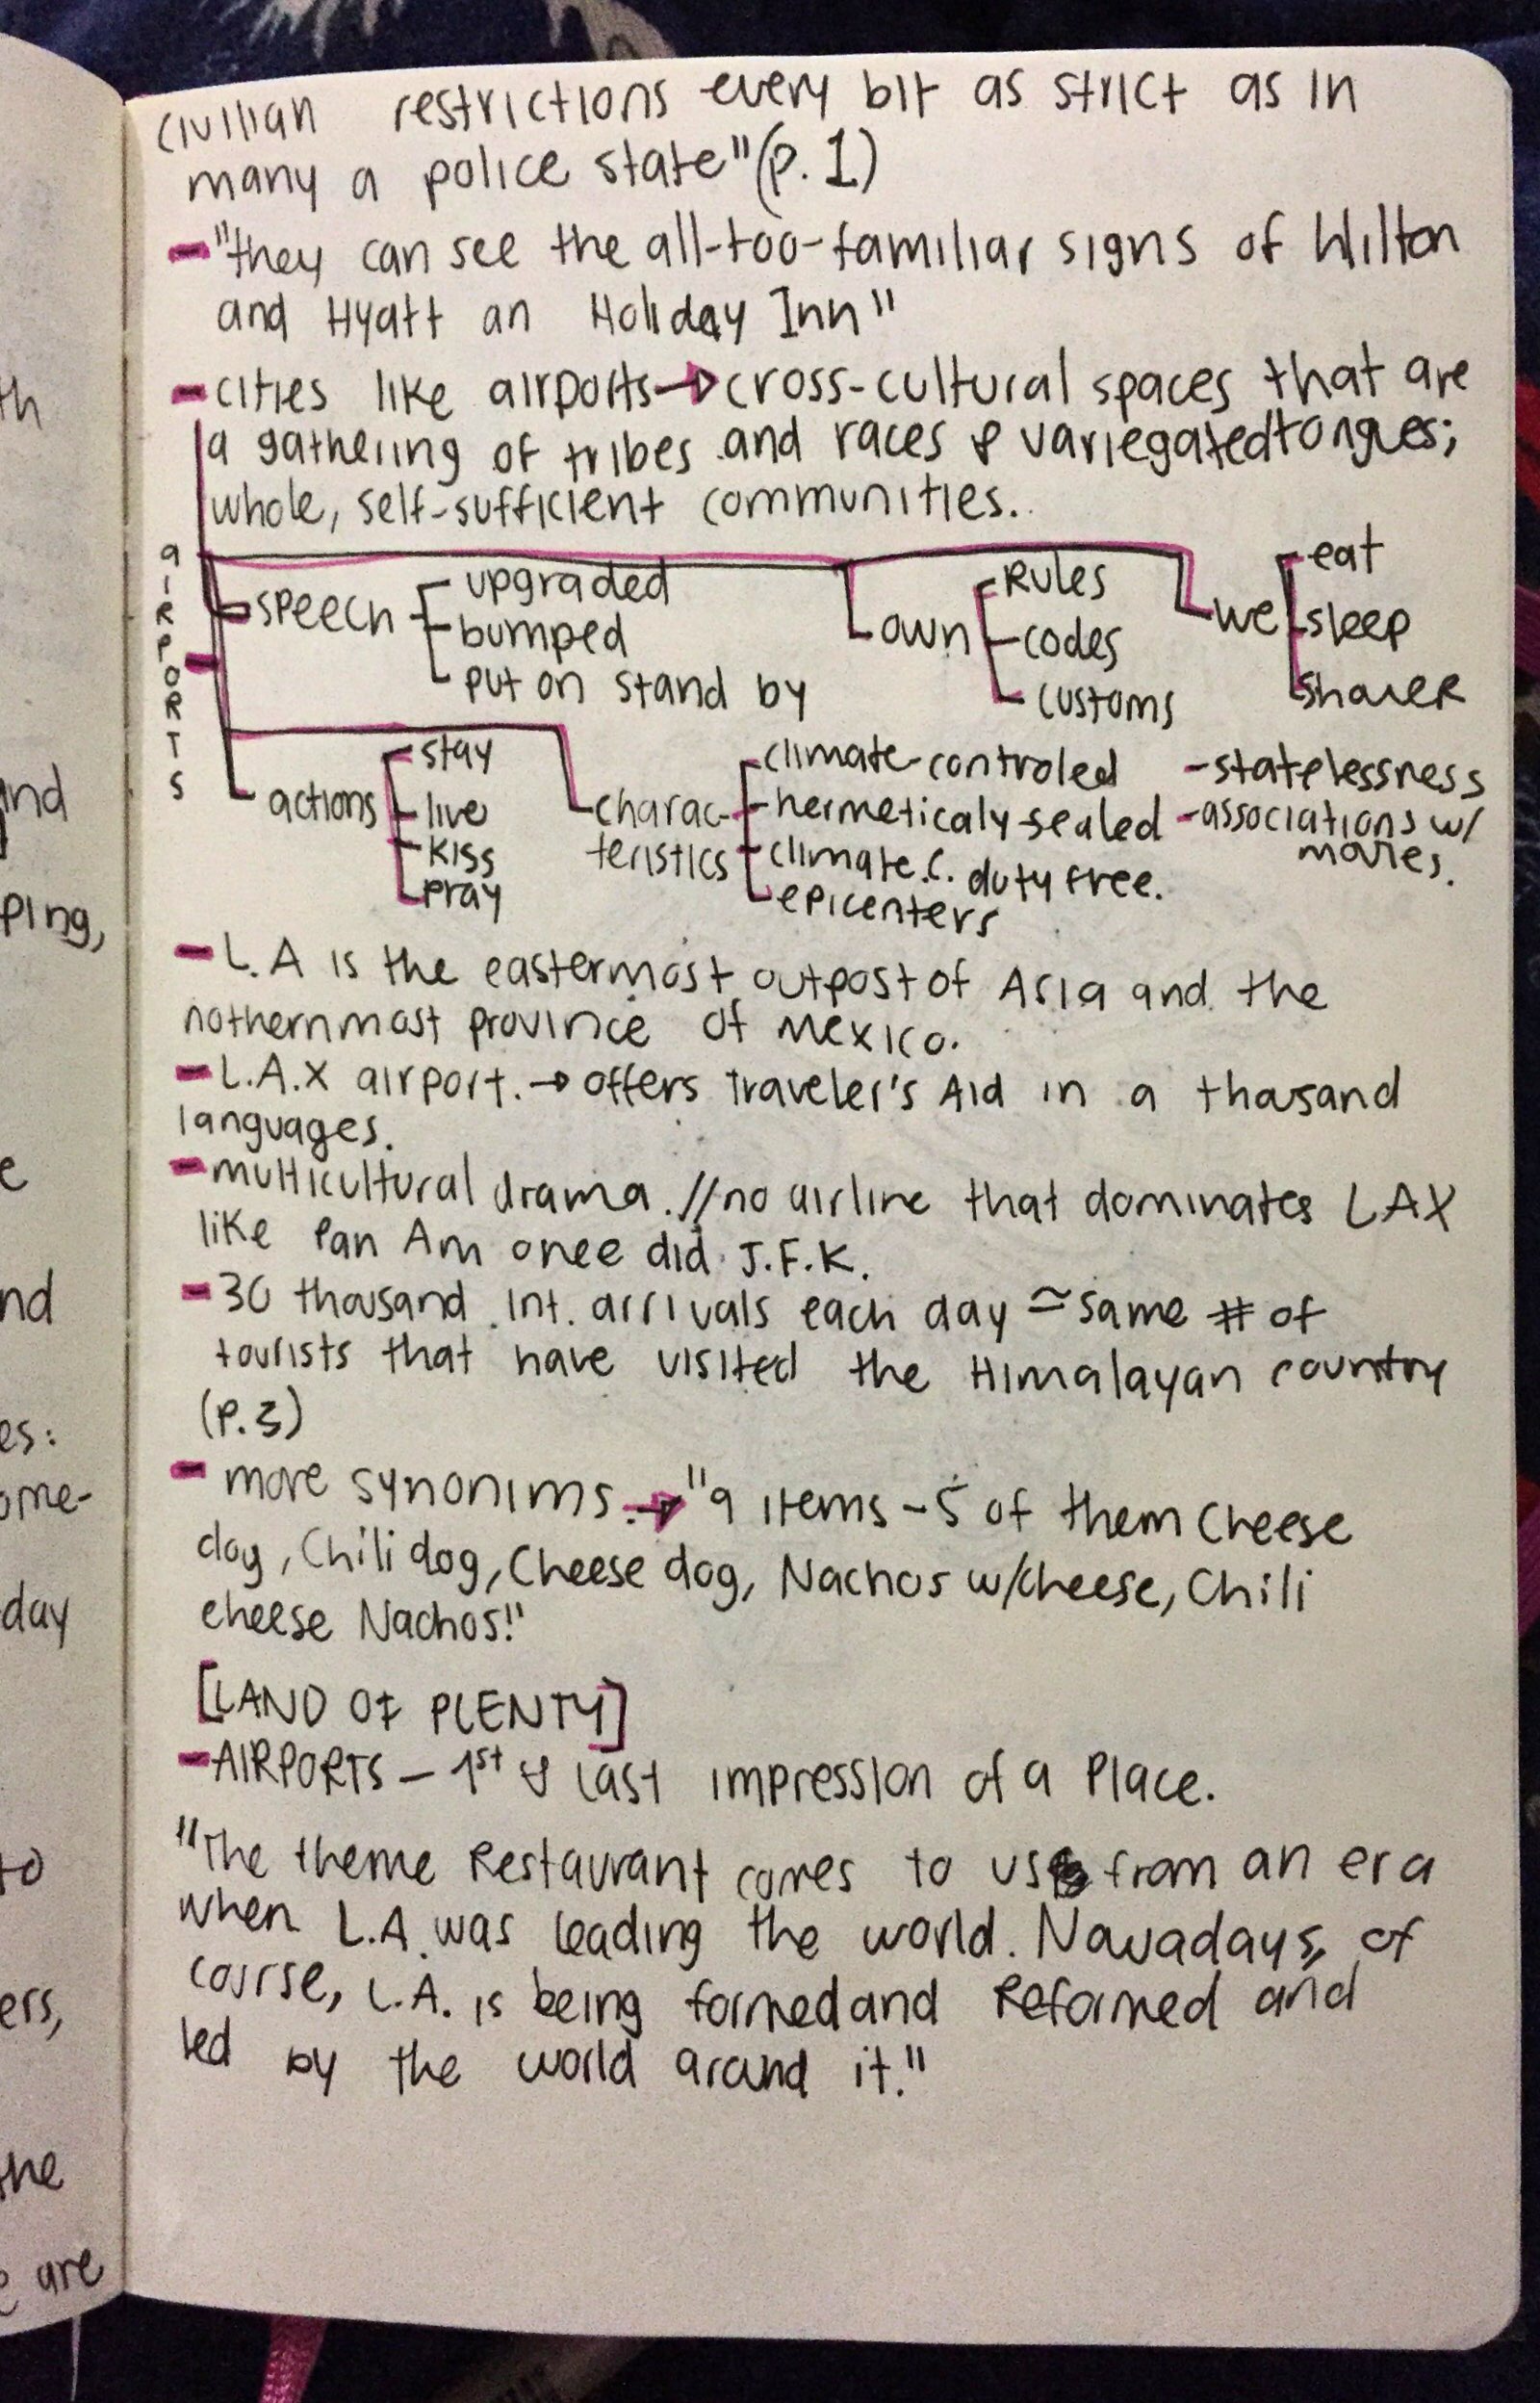 civilian restrictions every bit as strict as in
many a police state" (p. 1)
- "they can see the all-too-familiar signs of Hilton
and Hyatt an Holiday Inn"
- cities like airports → cross-cultural spaces that are
a gathering of tribes and races & variegated tongues;
whole, self-sufficient communities.
AIRPORTS
speech
upgraded
bumped
put on stand by
own
Rules
codes
customs
we
eat
sleep
shower
actions
stay
live
kiss
pray
charac-
teristics
climate-controled
hermeticaly-sealed
climate.c. duty free.
epicenters
- statelessness
- associations w/
movies.
- L.A is the eastermost outpost of Asia and the
nothernmost province of Mexico.
- L.A.X airport. → offers Traveler's Aid in a thousand
languages.
- multicultural drama. // no airline that dominates LAX
like Pan Am once did J.F.K.
- 30 thousand int. arrivals each day ≃ same # of
tourists that have visited the Himalayan country
(p.3)
- more synonims. → "9 items - 5 of them Cheese
dog, Chili dog, Cheese dog, Nachos w/cheese, Chili
cheese Nachos!"
[LAND OF PLENTY]
- AIRPORTS - 1st & last impression of a place.
"The theme Restaurant comes to us from an era
when L.A. was leading the world. Nowadays, of
course, L.A. is being formed and Reformed and
led by the world around it."
th
ind
ping,
e
nd
es:
ome-
day
to
ers,
the
are